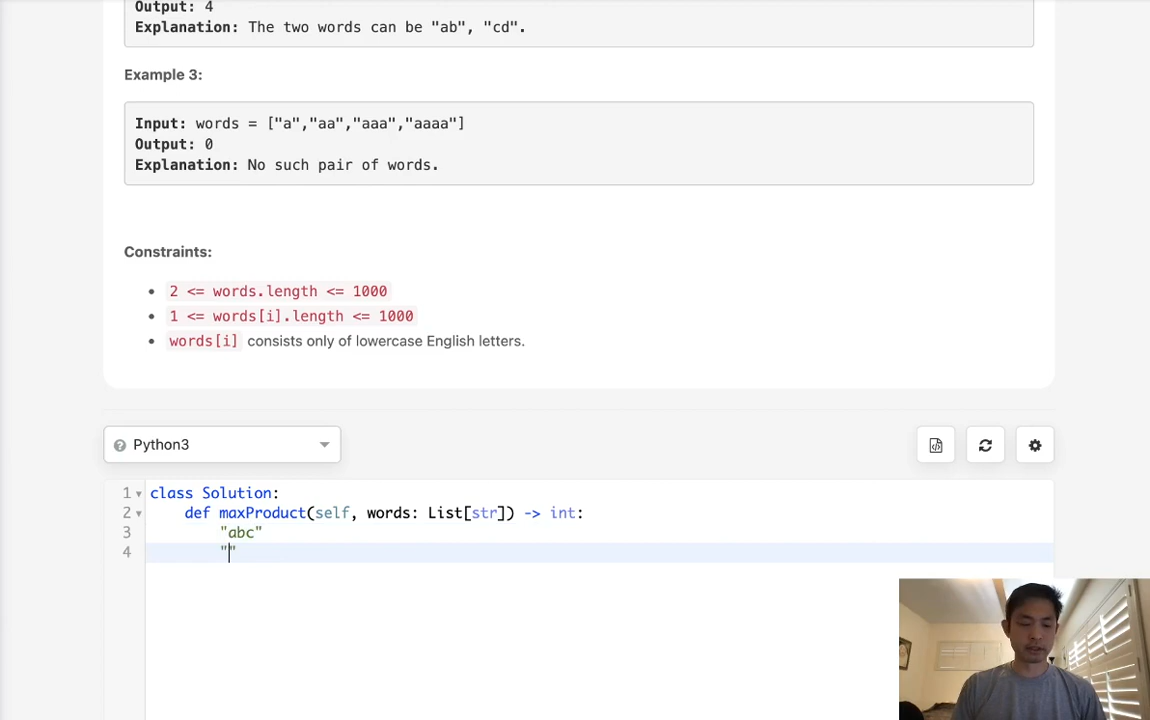 Output: 4
Explanation: The two words can be "ab", "cd".
Example 3:
Input: words = ["a","aa","aaa","aaaa"]
Output: 0
Explanation: No such pair of words.
Constraints:
2 <= words.length <= 1000
1 <= words[i].length <= 1000
words[i] consists only of lowercase English letters.
Python3
1 class Solution:
2 def maxProduct(self, words: List[str]) -> int:
3 "abc"
4 ""